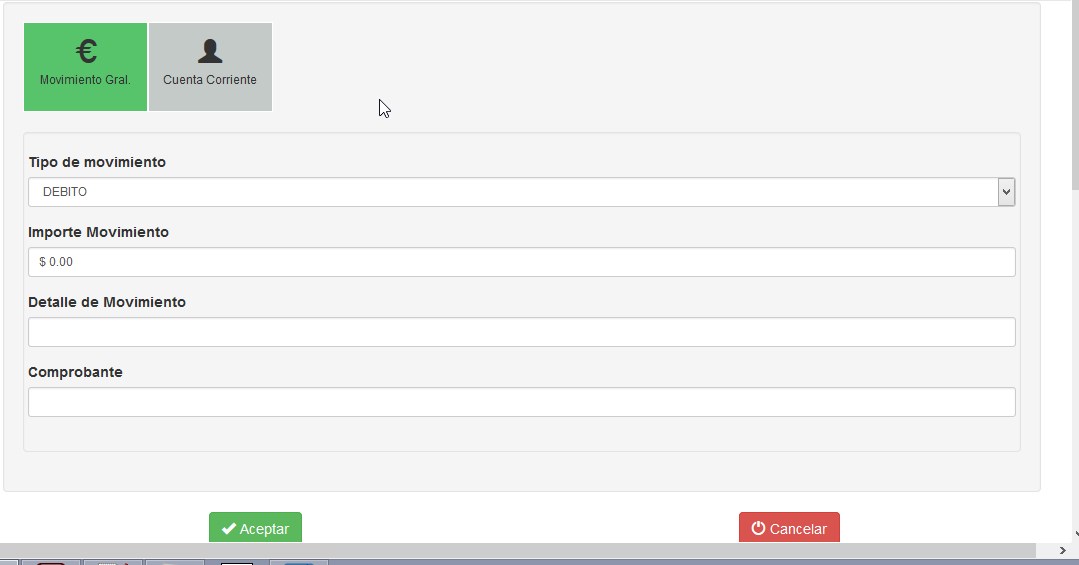 €
Movimiento Gral.
Cuenta Corriente
Tipo de movimiento
DEBITO
Importe Movimiento
$ 0.00
Detalle de Movimiento
Comprobante
Aceptar
Cancelar